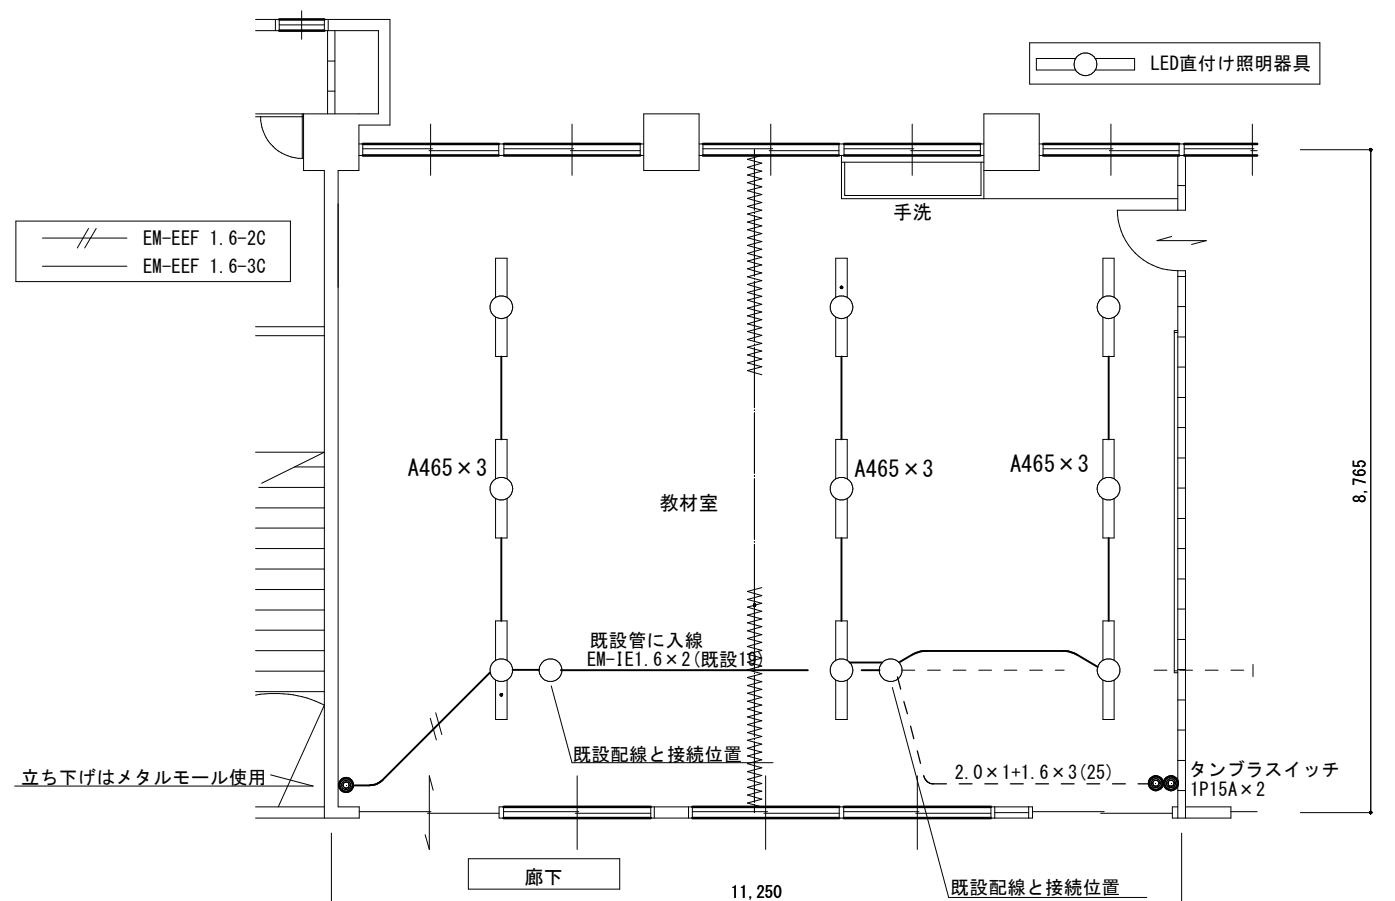 LED直付け照明器具
手洗
EM-EEF 1.6-2C
EM-EEF 1.6-3C
A465×3
A465×3
A465×3
教材室
8,765
既設管に入線
EM-IE1.6×2(既設19)
既設配線と接続位置
立ち下げはメタルモール使用
2.0×1+1.6×3(25)
タンブラスイッチ
1P15A×2
廊下
11,250
既設配線と接続位置